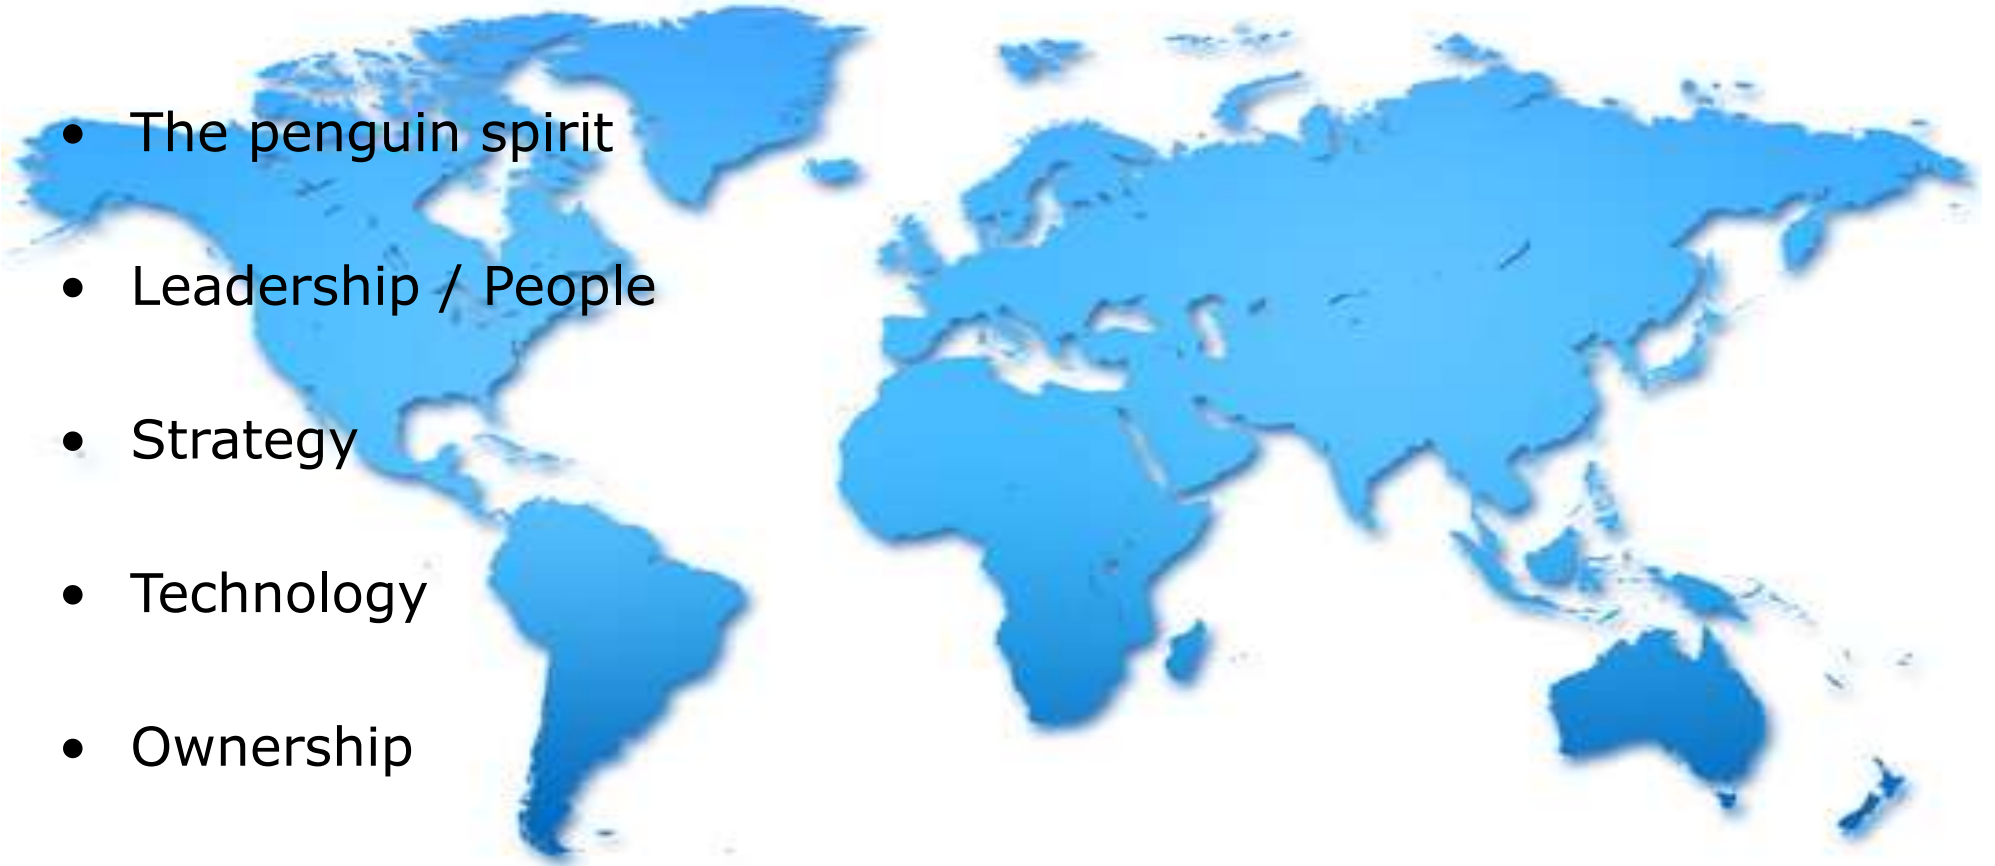 • The penguin spirit
• Leadership / People
• Strategy
• Technology
• Ownership